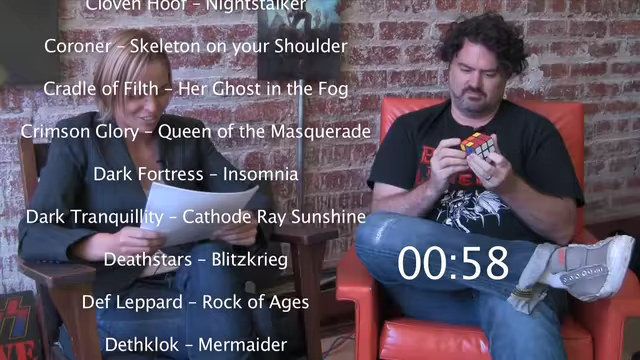 Cloven Hoof – Nightstalker
Coroner – Skeleton on your Shoulder
Cradle of Filth – Her Ghost in the Fog
Crimson Glory – Queen of the Masquerade
Dark Fortress – Insomnia
Dark Tranquillity – Cathode Ray Sunshine
Deathstars – Blitzkrieg
00:58
Def Leppard – Rock of Ages
Dethklok – Mermaider